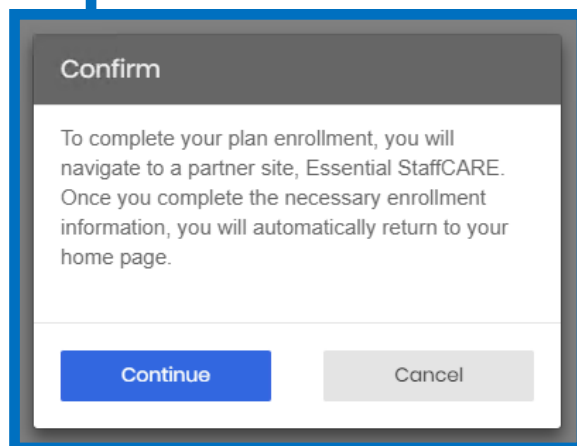 Confirm
To complete your plan enrollment, you will
navigate to a partner site, Essential StaffCARE.
Once you complete the necessary enrollment
information, you will automatically return to your
home page.
Continue
Cancel